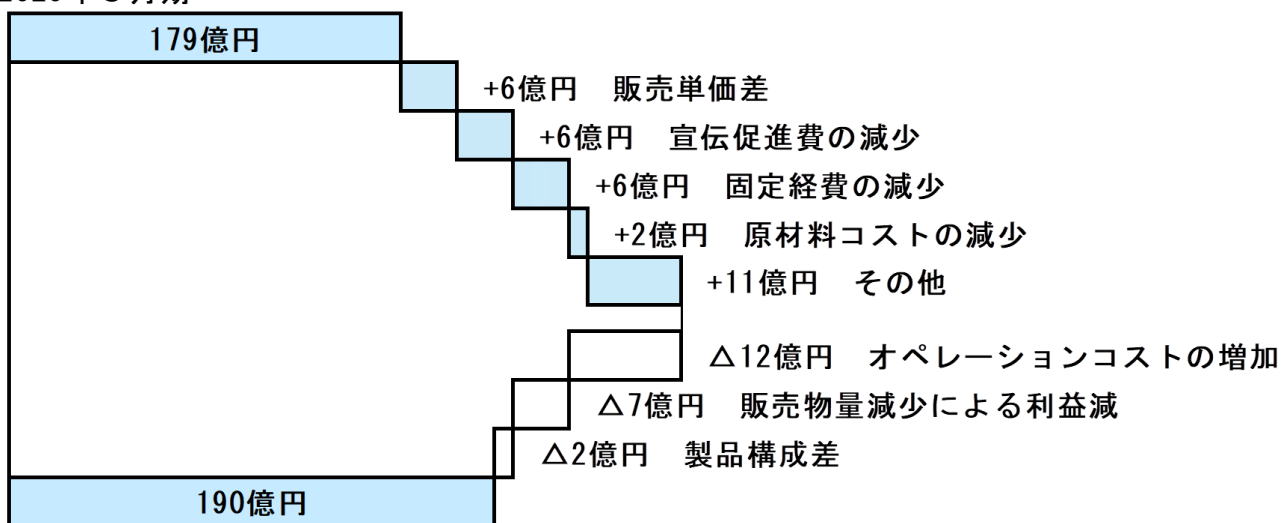 179億円
+6億円　販売単価差
+6億円　宣伝促進費の減少
+6億円　固定経費の減少
+2億円　原材料コストの減少
+11億円　その他
△12億円　オペレーションコストの増加
△7億円　販売物量減少による利益減
△2億円　製品構成差
190億円